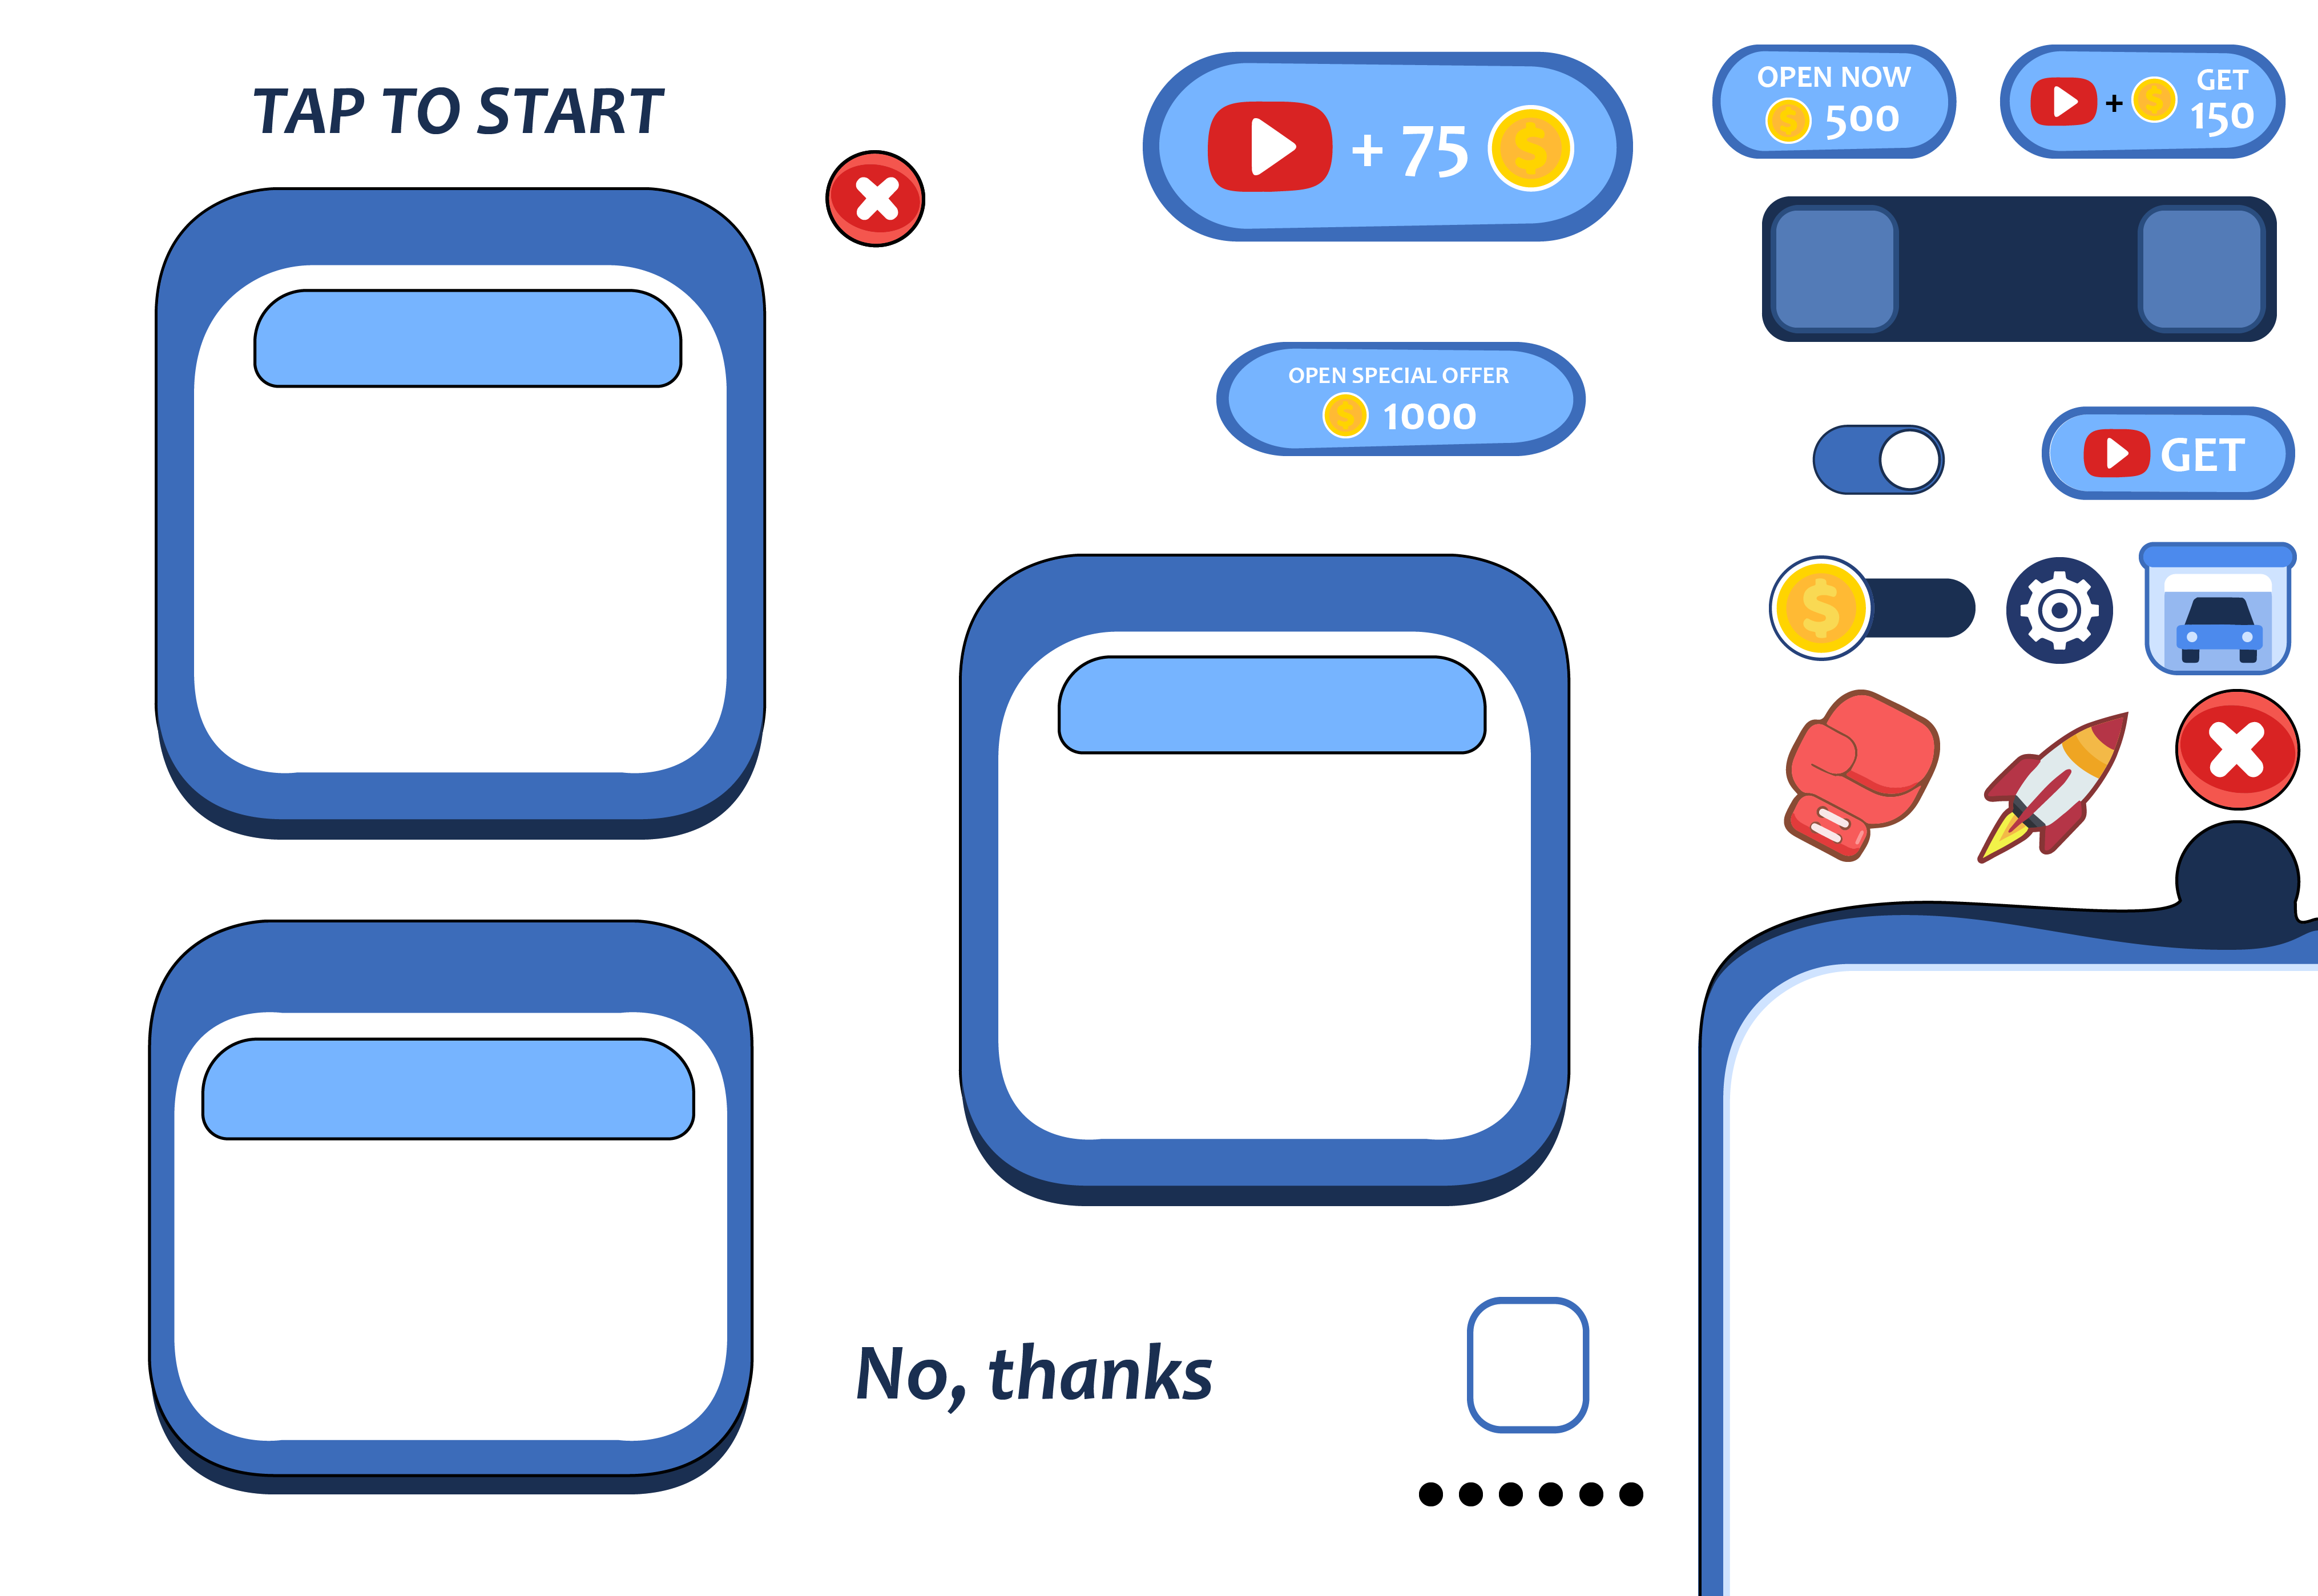 TAP TO START
+ 75 $
OPEN NOW
$ 500
+ $ GET
150
OPEN SPECIAL OFFER
$ 1000
GET
$
No, thanks